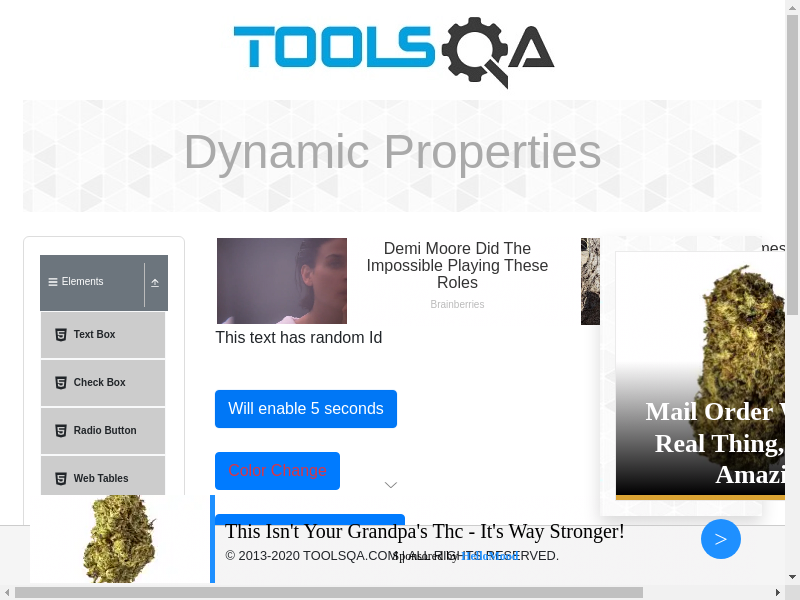 TOOLSQA
Dynamic Properties
Elements
Text Box
Check Box
Radio Button
Web Tables
Demi Moore Did The
Impossible Playing These
Roles
Brainberries
This text has random Id
Will enable 5 seconds
Color Change
Mail Order
Real Thing,
Amazi
This Isn't Your Grandpa's Thc - It's Way Stronger!
© 2013-2020 TOOLSQA.COM | ALL RIGHTS RESERVED.
Sponsored by
>